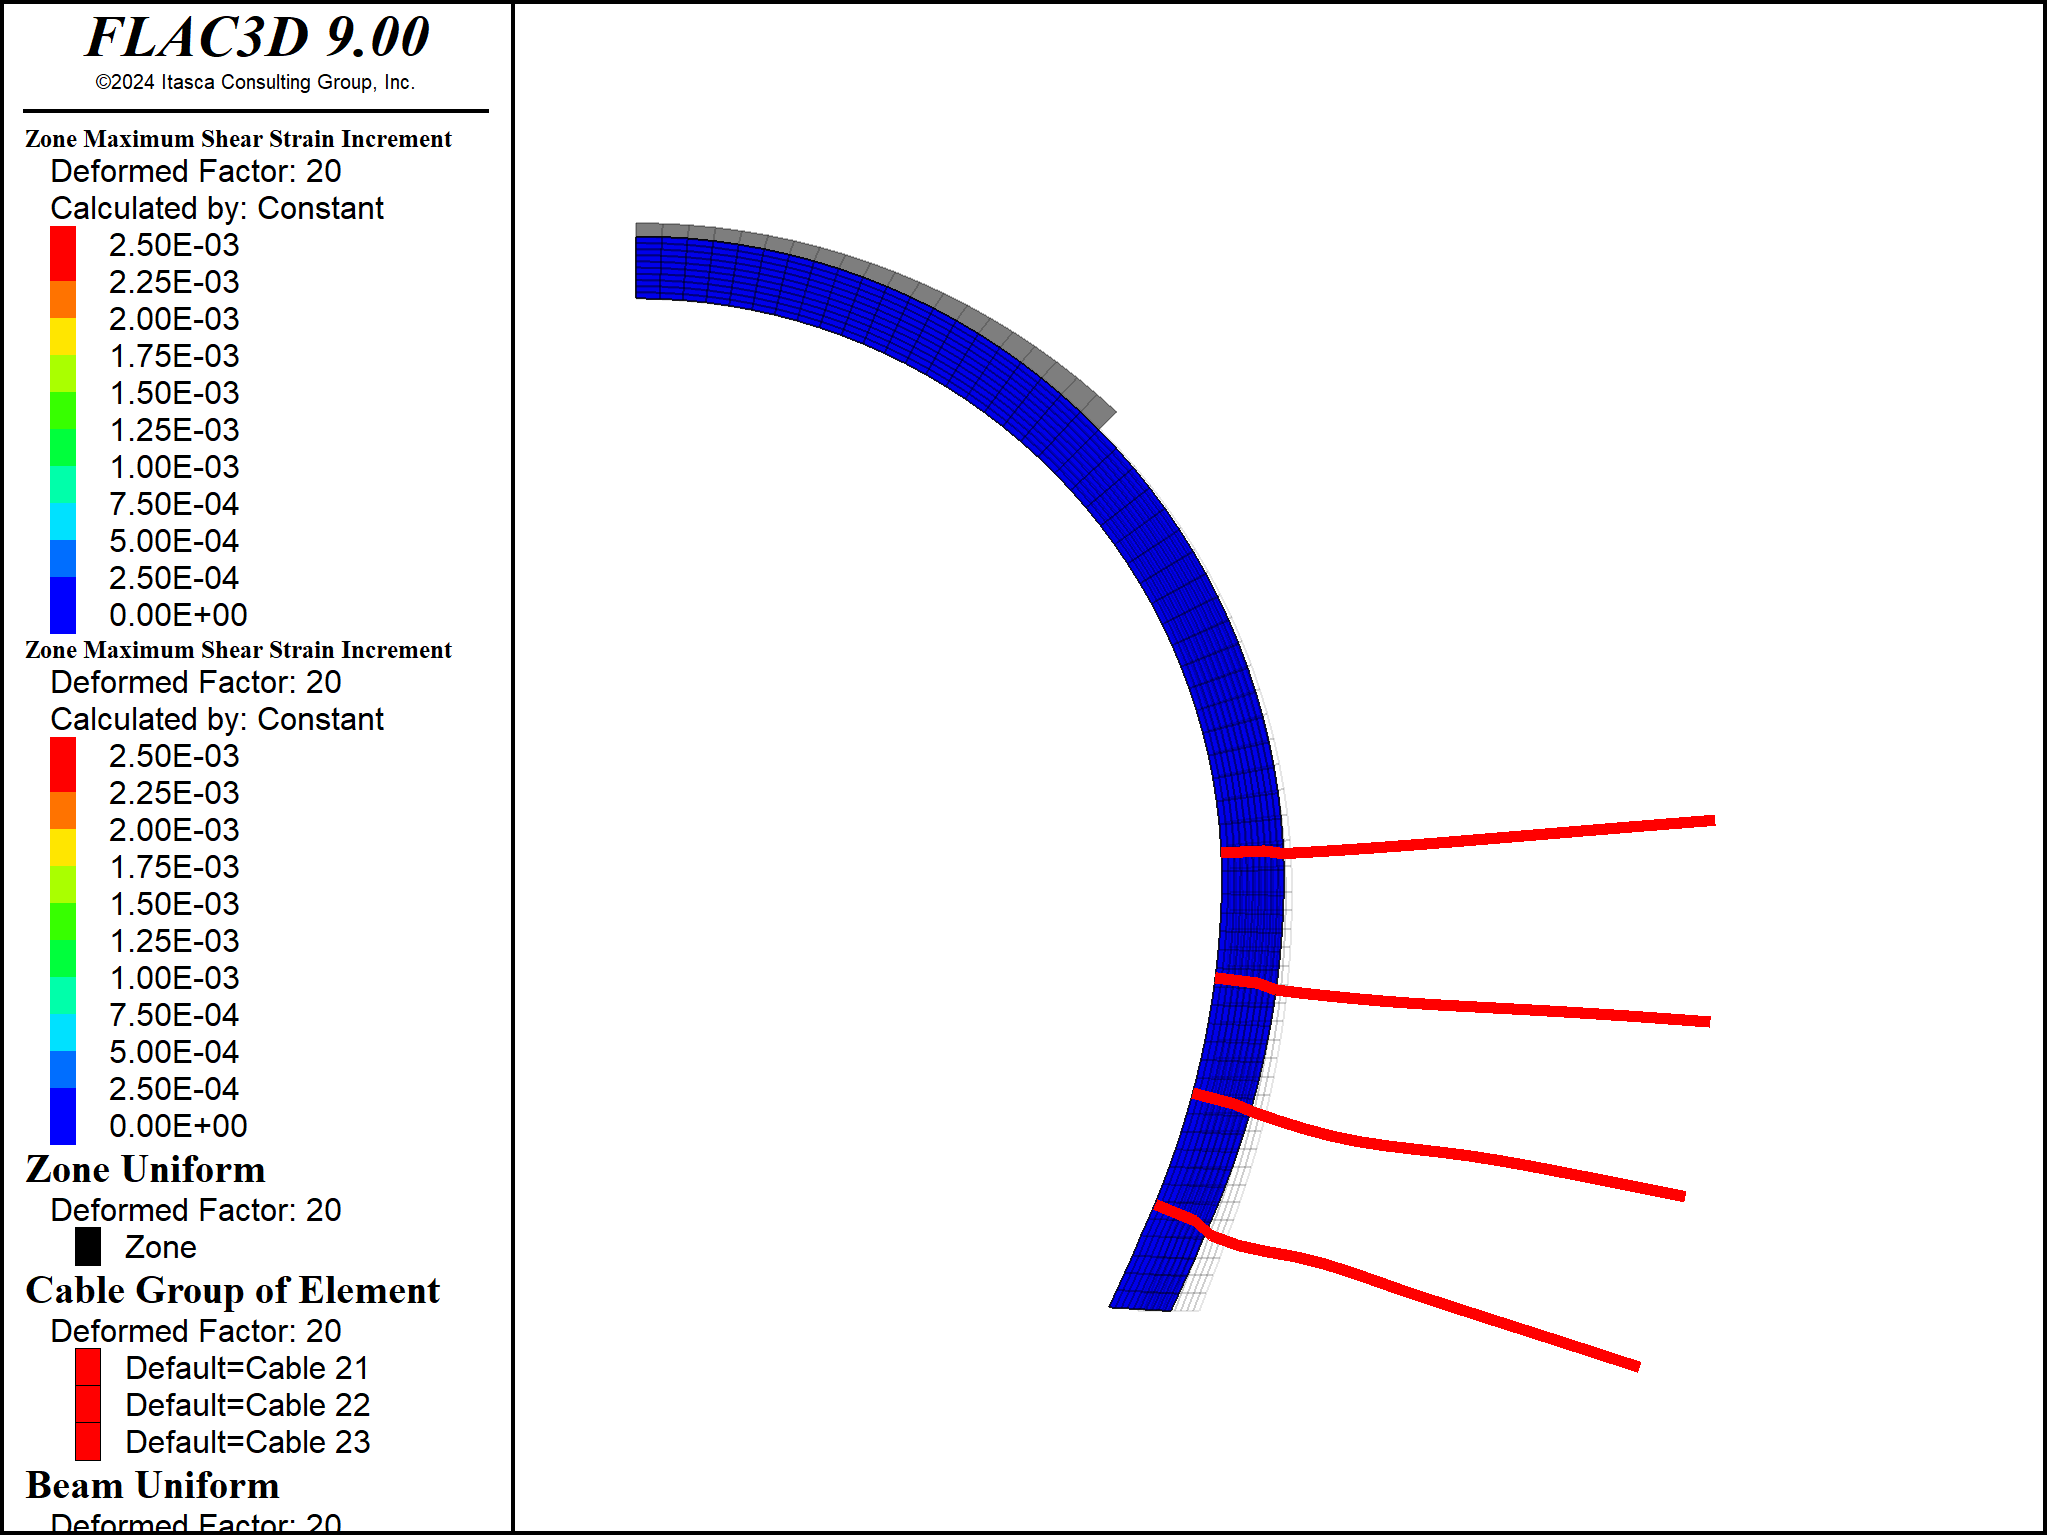 FLAC3D 9.00
©2024 Itasca Consulting Group, Inc.
Zone Maximum Shear Strain Increment
Deformed Factor: 20
Calculated by: Constant
2.50E-03
2.25E-03
2.00E-03
1.75E-03
1.50E-03
1.25E-03
1.00E-03
7.50E-04
5.00E-04
2.50E-04
0.00E+00
Zone Maximum Shear Strain Increment
Deformed Factor: 20
Calculated by: Constant
2.50E-03
2.25E-03
2.00E-03
1.75E-03
1.50E-03
1.25E-03
1.00E-03
7.50E-04
5.00E-04
2.50E-04
0.00E+00
Zone Uniform
Deformed Factor: 20
Zone
Cable Group of Element
Deformed Factor: 20
Default=Cable 21
Default=Cable 22
Default=Cable 23
Beam Uniform
Deformed Factor: 20